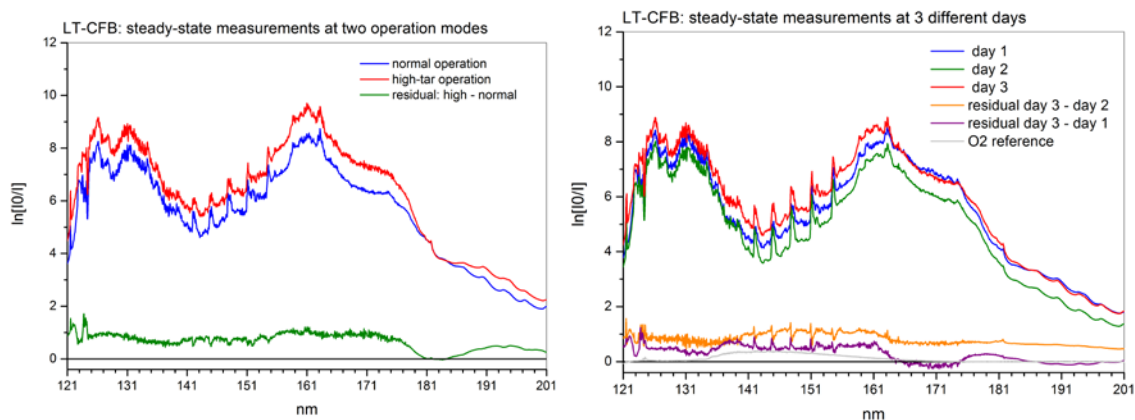 LT-CFB: steady-state measurements at two operation modes
12
10
8
6
4
2
0
ln[I0/I]
normal operation
high-tar operation
residual: high - normal
121 131 141 151 161 171 181 191 201
nm
LT-CFB: steady-state measurements at 3 different days
12
10
8
6
4
2
0
ln[I0/I]
day 1
day 2
day 3
residual day 3 - day 2
residual day 3 - day 1
O2 reference
121 131 141 151 161 171 181 191 201
nm